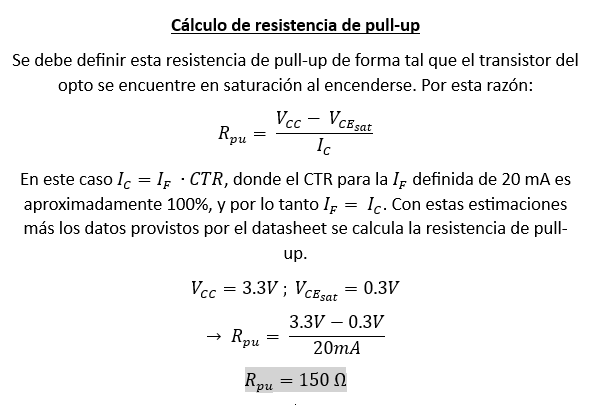 Cálculo de resistencia de pull-up
Se debe definir esta resistencia de pull-up de forma tal que el transistor del
opto se encuentre en saturación al encenderse. Por esta razón:
R_{pu} = \frac{V_{CC} - V_{CE_{sat}}}{I_C}
En este caso I_C = I_F · CTR, donde el CTR para la I_F definida de 20 mA es
aproximadamente 100%, y por lo tanto I_F = I_C. Con estas estimaciones
más los datos provistos por el datasheet se calcula la resistencia de pull-
up.
V_{CC} = 3.3V ; V_{CE_{sat}} = 0.3V
→ R_{pu} = \frac{3.3V - 0.3V}{20mA}
R_{pu} = 150 Ω